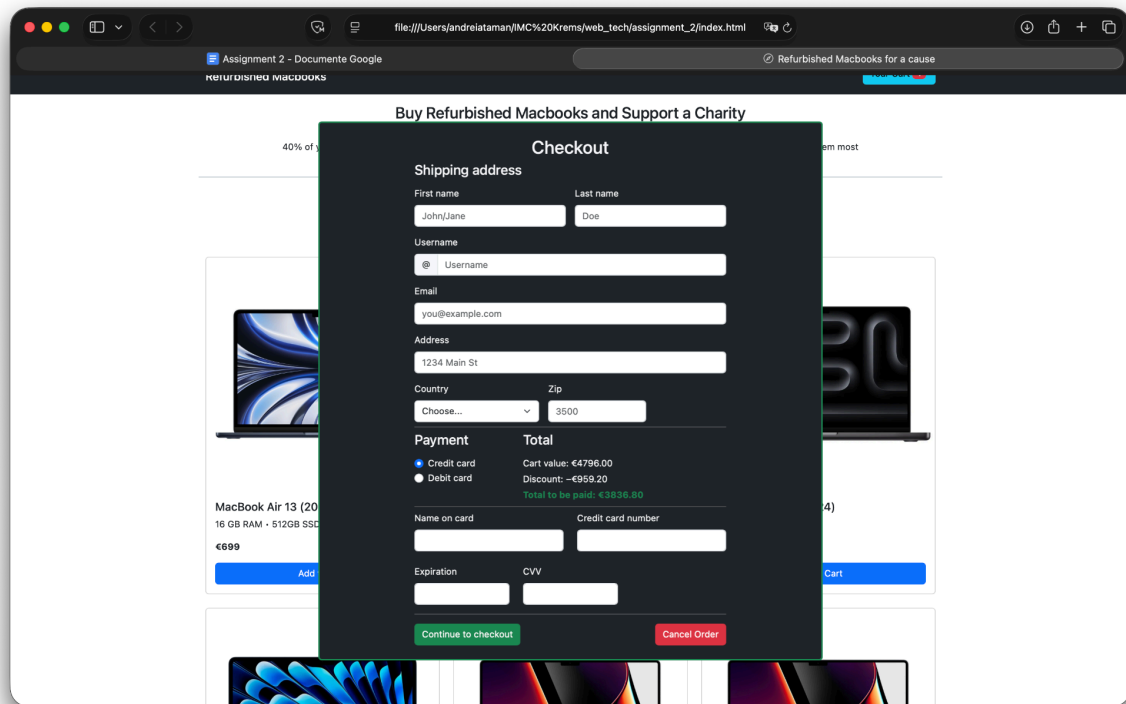 file:///Users/andreiataman/IMC%20Krems/web_tech/assignment_2/index.html
Assignment 2 - Documente Google
Refurbished Macbooks for a cause
Refurbished Macbooks
Your Cart
Buy Refurbished Macbooks and Support a Charity
40% of
em most
Checkout
Shipping address
First name
Last name
John/Jane
Doe
Username
@ Username
Email
you@example.com
Address
1234 Main St
Country
Zip
Choose...
3500
Payment
Total
Credit card
Cart value: €4796.00
Debit card
Discount: −€959.20
Total to be paid: €3836.80
MacBook Air 13 (20
4)
16 GB RAM • 512GB SSD
Name on card
Credit card number
€699
Add
Cart
Expiration
CVV
Continue to checkout
Cancel Order